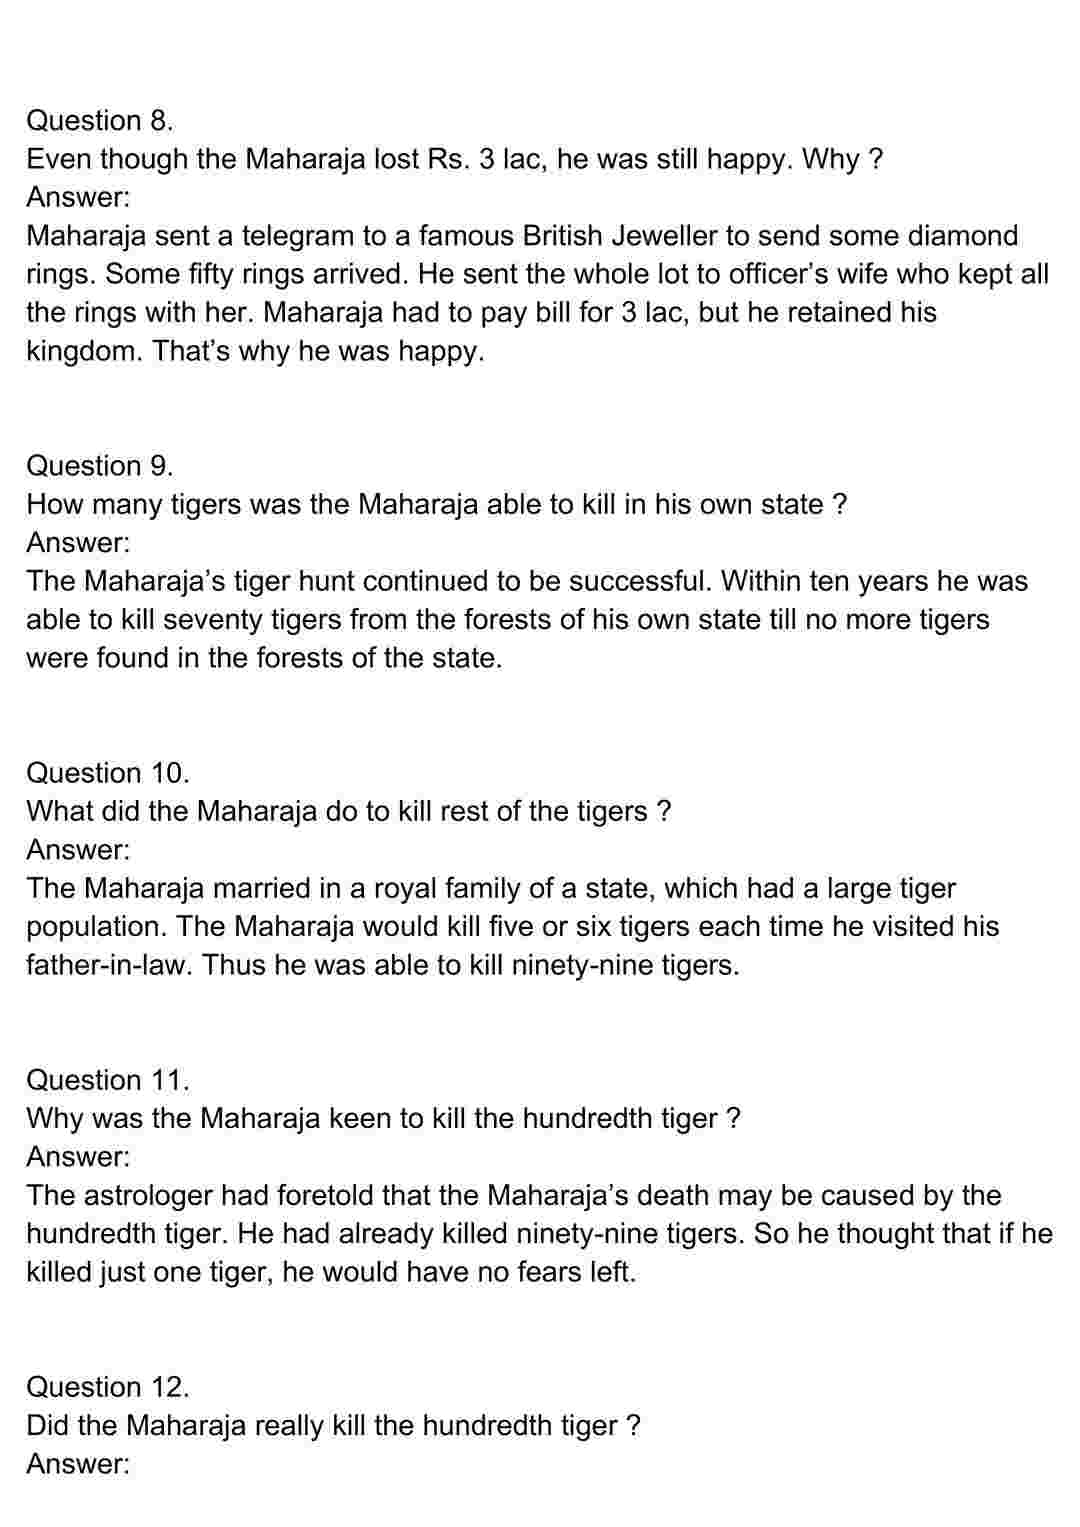 Question 8.
Even though the Maharaja lost Rs. 3 lac, he was still happy. Why ?
Answer:
Maharaja sent a telegram to a famous British Jeweller to send some diamond
rings. Some fifty rings arrived. He sent the whole lot to officer’s wife who kept all
the rings with her. Maharaja had to pay bill for 3 lac, but he retained his
kingdom. That’s why he was happy.
Question 9.
How many tigers was the Maharaja able to kill in his own state ?
Answer:
The Maharaja’s tiger hunt continued to be successful. Within ten years he was
able to kill seventy tigers from the forests of his own state till no more tigers
were found in the forests of the state.
Question 10.
What did the Maharaja do to kill rest of the tigers ?
Answer:
The Maharaja married in a royal family of a state, which had a large tiger
population. The Maharaja would kill five or six tigers each time he visited his
father-in-law. Thus he was able to kill ninety-nine tigers.
Question 11.
Why was the Maharaja keen to kill the hundredth tiger ?
Answer:
The astrologer had foretold that the Maharaja’s death may be caused by the
hundredth tiger. He had already killed ninety-nine tigers. So he thought that if he
killed just one tiger, he would have no fears left.
Question 12.
Did the Maharaja really kill the hundredth tiger ?
Answer: